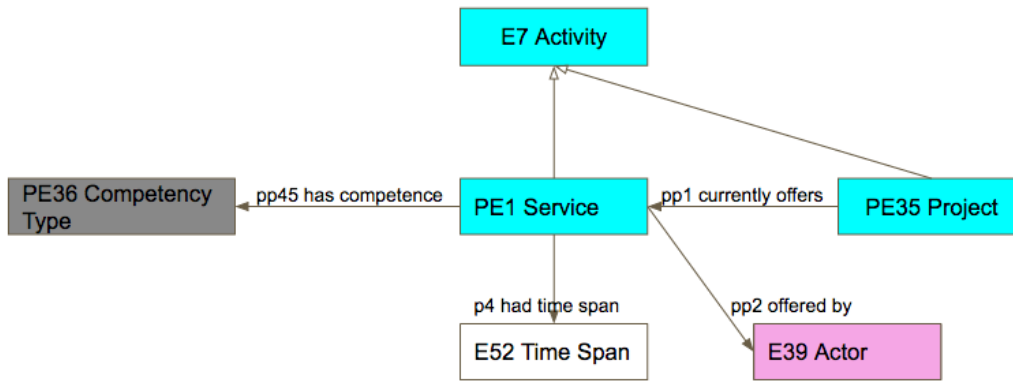 E7 Activity
PE36 Competency
Type
pp45 has competence
PE1 Service
pp1 currently offers
PE35 Project
p4 had time span
pp2 offered by
E52 Time Span
E39 Actor